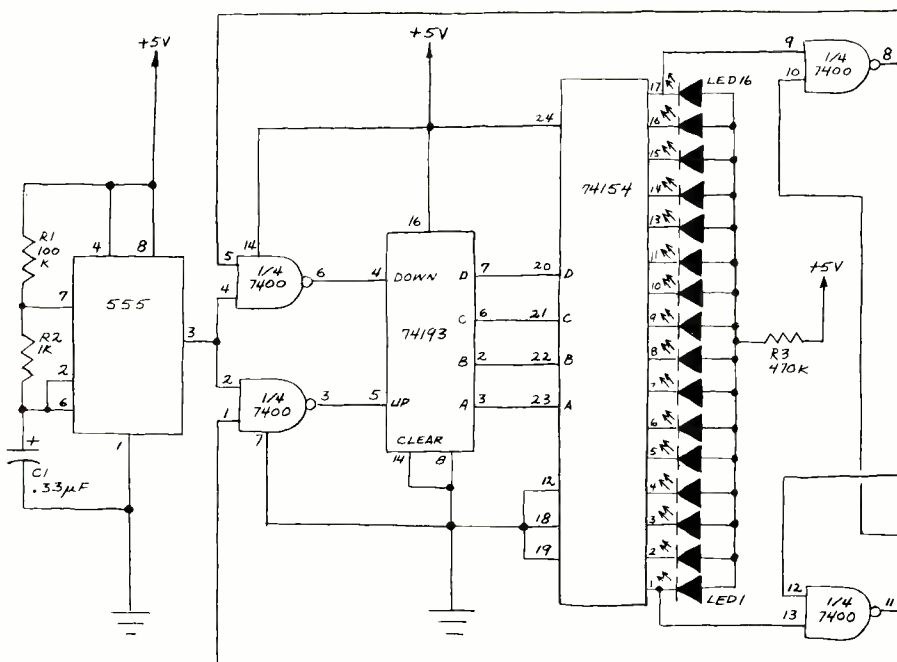 +5V
+5V
1/4
7400
9
10
8
LED16
R1
100
K
4
8
555
7
3
R2
1K
2
6
1
+
C1
.33µF
5
14
1/4
7400
4
6
2
1/4
7400
1
3
7
16
4
DOWN
D
7
74193
C
6
B
2
5
UP
A
3
CLEAR
14
8
24
74154
20
D
21
C
22
B
23
A
12
18
19
17
16
15
14
13
11
10
9
8
7
6
5
4
3
2
1
+5V
R3
470K
LED1
12
13
1/4
7400
11